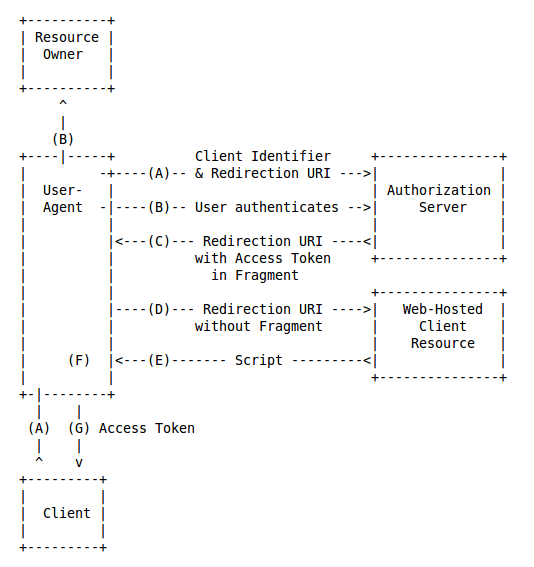 +----------+
| Resource |
|  Owner   |
|          |
+----------+
     ^
     |
    (B)
+----|-----+          Client Identifier     +---------------+
|         -+----(A)-- & Redirection URI --->|               |
|  User-   |                                | Authorization |
|  Agent  -|----(B)-- User authenticates -->|     Server    |
|          |                                |               |
|          |<---(C)--- Redirection URI ----<|               |
|          |          with Access Token     +---------------+
|          |            in Fragment
|          |                                +---------------+
|          |----(D)--- Redirection URI ---->|   Web-Hosted  |
|          |          without Fragment      |     Client    |
|          |                                |    Resource   |
|     (F)  |<---(E)------- Script ---------<|               |
|          |                                +---------------+
+-|--------+
  |    |
 (A)  (G) Access Token
  |    |
  ^    v
+---------+
|         |
|  Client |
|         |
+---------+